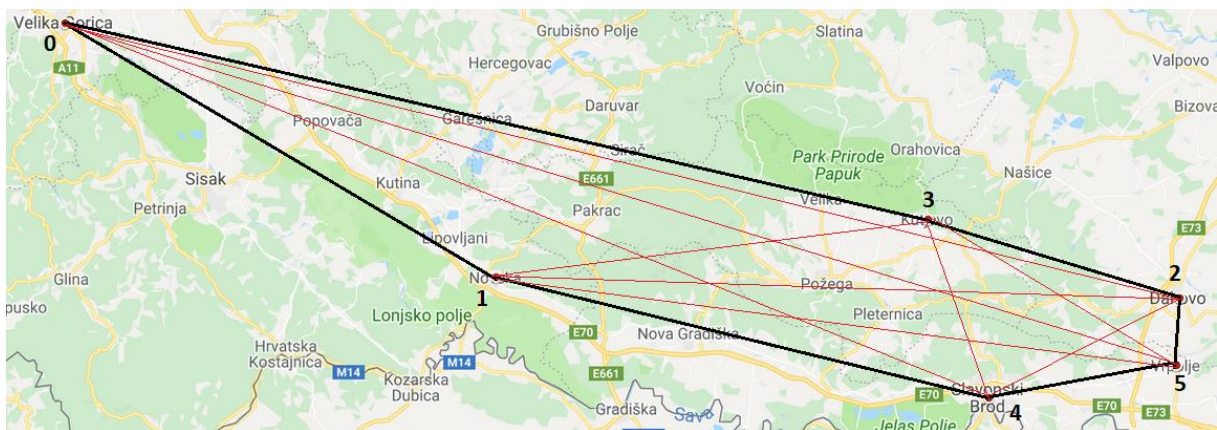 Velika Gorica
0
A11
Grubišno Polje
Slatina
Valpovo
Hercegovac
Voćin
Bizova
Daruvar
Popovača
Garešnica
Sirač
Park Prirode
Papuk
Orahovica
Našice
Sisak
Kutina
E661
3
Velika
Kutjevo
Petrinja
Pakrac
E73
Lipovljani
Glina
Novska
1
Požega
2
Đakovo
pusko
Lonjsko polje
E70
Nova Gradiška
Pleternica
Hrvatska
Kostajnica
M14
M14
Kozarska
Dubica
E661
Vrpolje
5
Gradiška
Savo
E70
Slavonski
Brod
4
E70
E73
Jelas Polje